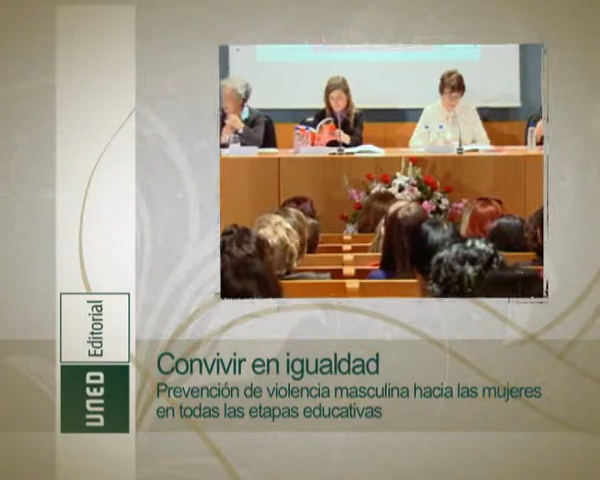 Editorial
UNED
Convivir en igualdad
Prevención de violencia masculina hacia las mujeres
en todas las etapas educativas